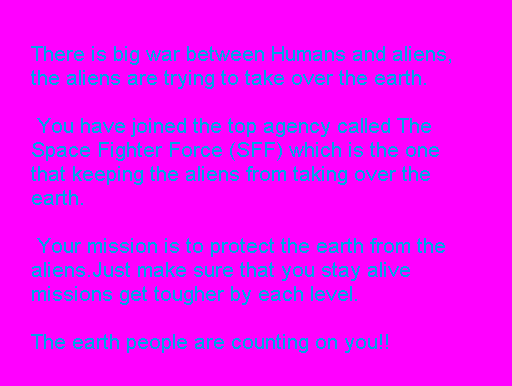 There is big war between Humans and aliens,
the aliens are trying to take over the earth.
You have joined the top agency called The
Space Fighter Force (SFF) which is the one
that keeping the aliens from taking over the
earth.
Your mission is to protect the earth from the
aliens.Just make sure that you stay alive
missions get tougher by each level.
The earth people are counting on you!!